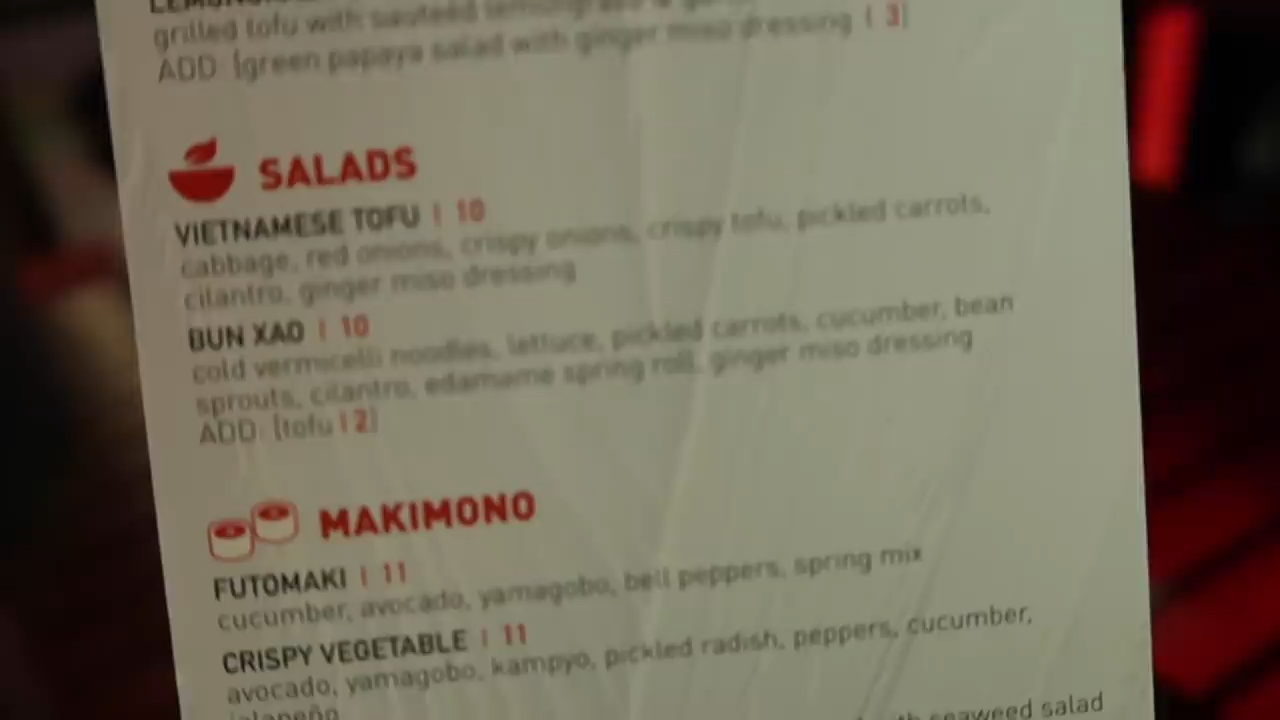 grilled tofu with sauteed lemongrass &
ADD: [green papaya salad with ginger miso dressing | 3]
SALADS
VIETNAMESE TOFU | 10
cabbage, red onions, crispy onions, crispy tofu, pickled carrots,
cilantro, ginger miso dressing
BUN XAO | 10
cold vermicelli noodles, lettuce, pickled carrots, cucumber, bean
sprouts, cilantro, edamame spring roll, ginger miso dressing
ADD: [tofu | 2]
MAKIMONO
FUTOMAKI | 11
cucumber, avocado, yamagobo, bell peppers, spring mix
CRISPY VEGETABLE | 11
avocado, yamagobo, kampyo, pickled radish, peppers, cucumber,
jalapeño
seaweed salad